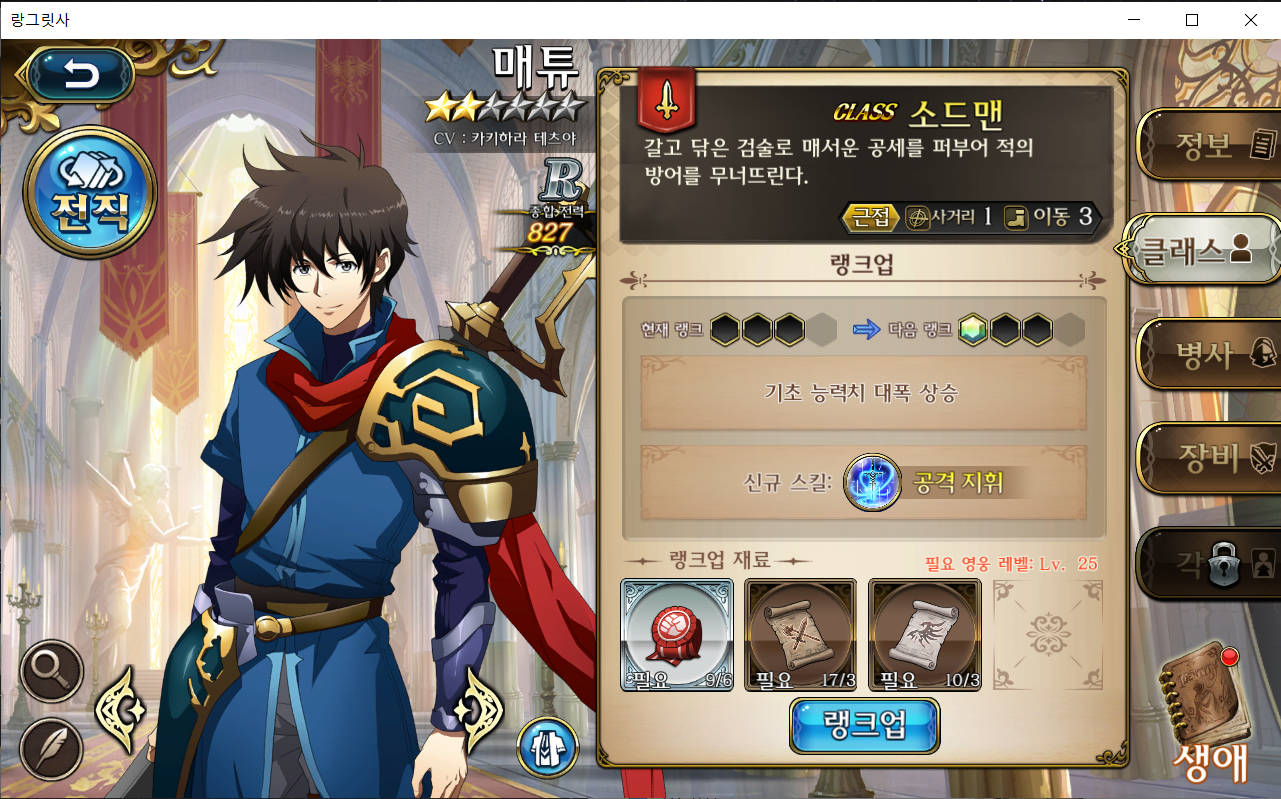 랑그릿사
매튜
CV : 카키하라 테츠야
R
종합 전력
827
전직
CLASS 소드맨
갈고 닦은 검술로 매서운 공세를 퍼부어 적의
방어를 무너뜨린다.
근접 사거리 1 이동 3
랭크업
현재 랭크 다음 랭크
기초 능력치 대폭 상승
신규 스킬: 공격 지휘
랭크업 재료
필요 영웅 레벨: Lv. 25
필요 9/6
필요 17/3
필요 10/3
랭크업
정보
클래스
병사
장비
각
생애